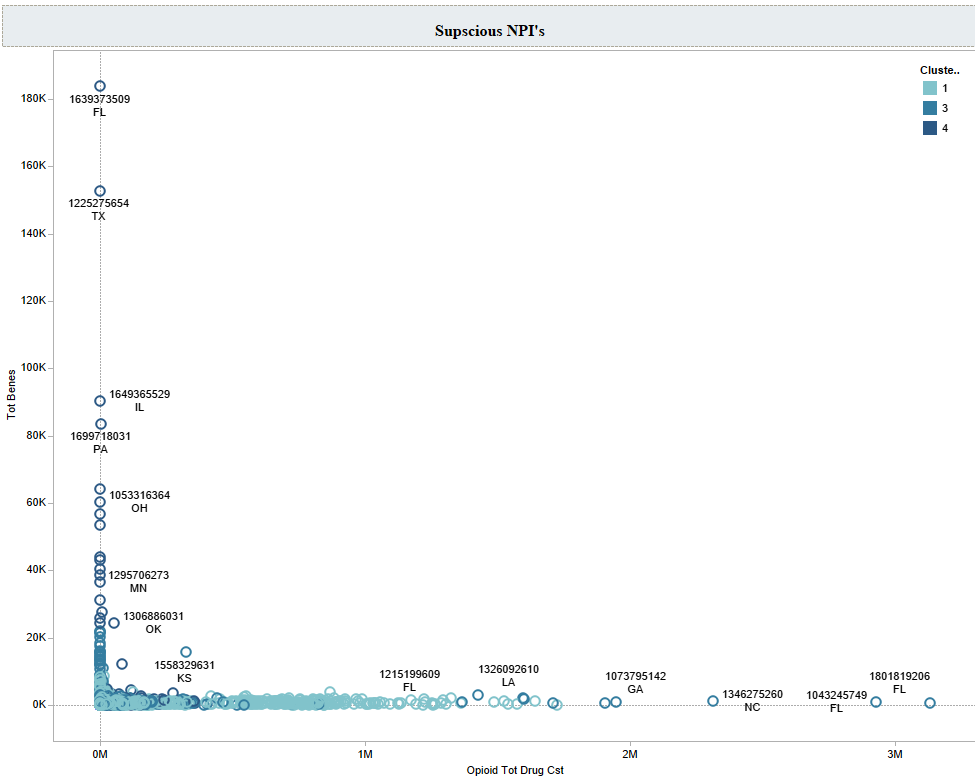 Supscious NPI's
Cluste..
1
3
4
180K
1639373509
FL
160K
1225275654
TX
140K
120K
100K
1649365529
IL
80K
1699718031
PA
60K
1053316364
OH
40K
1295706273
MN
1306886031
OK
20K
1558329631
KS
1215199609
FL
1326092610
LA
1073795142
GA
1346275260
NC
1043245749
FL
1801819206
FL
0K
Tot Benes
0M
1M
2M
3M
Opioid Tot Drug Cst